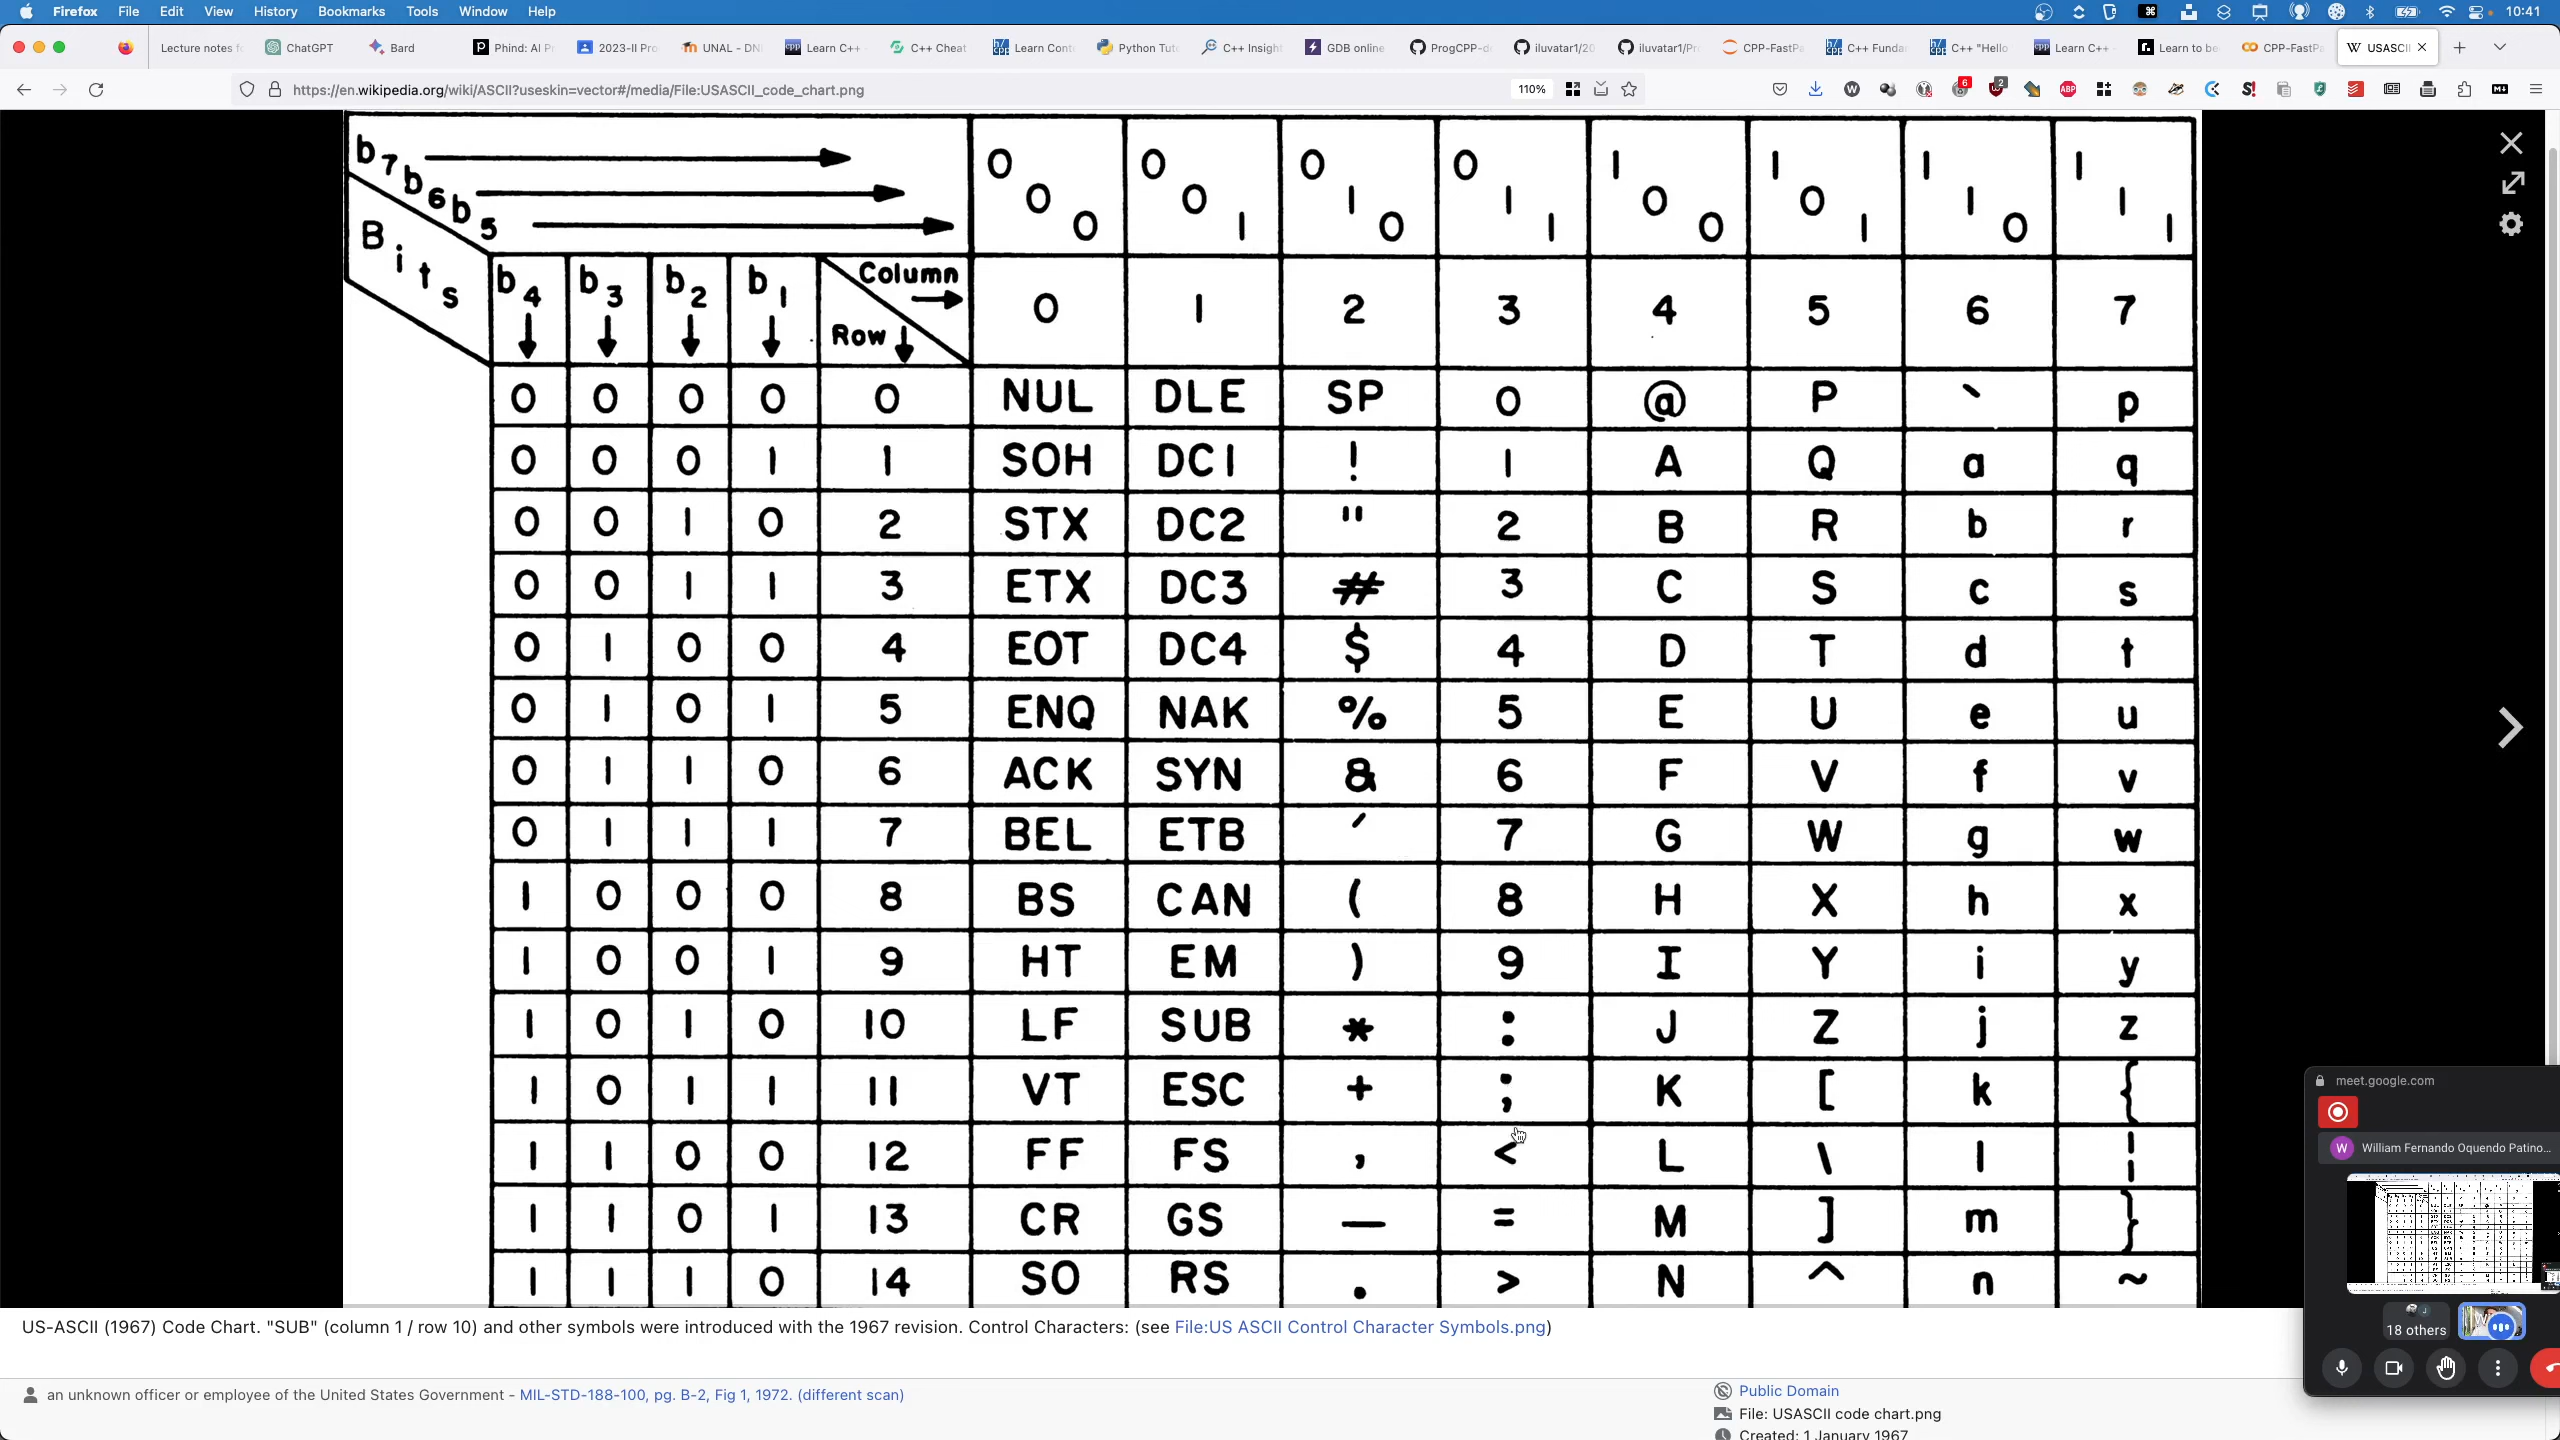 Firefox File Edit View History Bookmarks Tools Window Help 10:41
Lecture notes f ChatGPT Bard Phind: AI Pr 2023-II Pro UNAL - DNI Learn C++ C++ Cheat Learn Cont Python Tuto C++ Insight GDB online ProgCPP-d iluvatar1/20 iluvatar1/Pr CPP-FastPa C++ Funda C++ "Hello Learn C++ Learn to be CPP-FastPa USASCII
https://en.wikipedia.org/wiki/ASCII?useskin=vector#/media/File:USASCII_code_chart.png 110%
b7b6b5 0 0 0 0 0 1 0 1 0 0 1 1 1 0 0 1 0 1 1 1 0 1 1 1
Bits b4 b3 b2 b1 Column Row 0 1 2 3 4 5 6 7
0 0 0 0 0 NUL DLE SP 0 @ P ` p
0 0 0 1 1 SOH DC1 ! 1 A Q a q
0 0 1 0 2 STX DC2 " 2 B R b r
0 0 1 1 3 ETX DC3 # 3 C S c s
0 1 0 0 4 EOT DC4 $ 4 D T d t
0 1 0 1 5 ENQ NAK % 5 E U e u
0 1 1 0 6 ACK SYN & 6 F V f v
0 1 1 1 7 BEL ETB ' 7 G W g w
1 0 0 0 8 BS CAN ( 8 H X h x
1 0 0 1 9 HT EM ) 9 I Y i y
1 0 1 0 10 LF SUB * : J Z j z
1 0 1 1 11 VT ESC + ; K [ k {
1 1 0 0 12 FF FS , < L \ l ¦
1 1 0 1 13 CR GS — = M ] m }
1 1 1 0 14 SO RS . > N ^ n ~
meet.google.com
W William Fernando Oquendo Patino...
18 others
US-ASCII (1967) Code Chart. "SUB" (column 1 / row 10) and other symbols were introduced with the 1967 revision. Control Characters: (see File:US ASCII Control Character Symbols.png)
an unknown officer or employee of the United States Government - MIL-STD-188-100, pg. B-2, Fig 1, 1972. (different scan)
Public Domain
File: USASCII code chart.png
Created: 1 January 1967